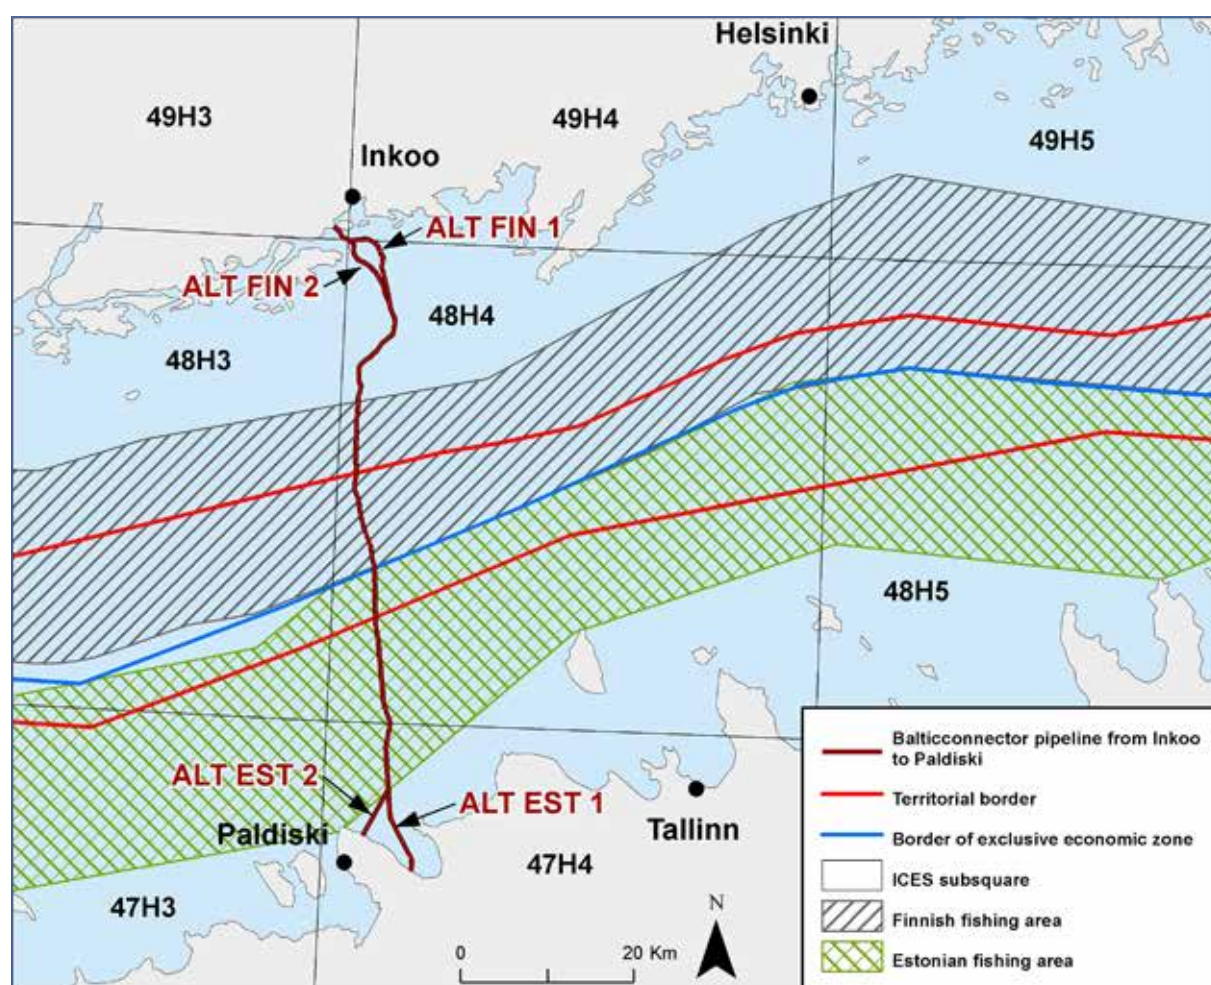 Helsinki
49H3
49H4
49H5
Inkoo
ALT FIN 1
ALT FIN 2
48H4
48H3
48H5
ALT EST 2
ALT EST 1
Paldiski
Tallinn
47H4
47H3
N
0
20 Km
Balticconnector pipeline from Inkoo
to Paldiski
Territorial border
Border of exclusive economic zone
ICES subsquare
Finnish fishing area
Estonian fishing area